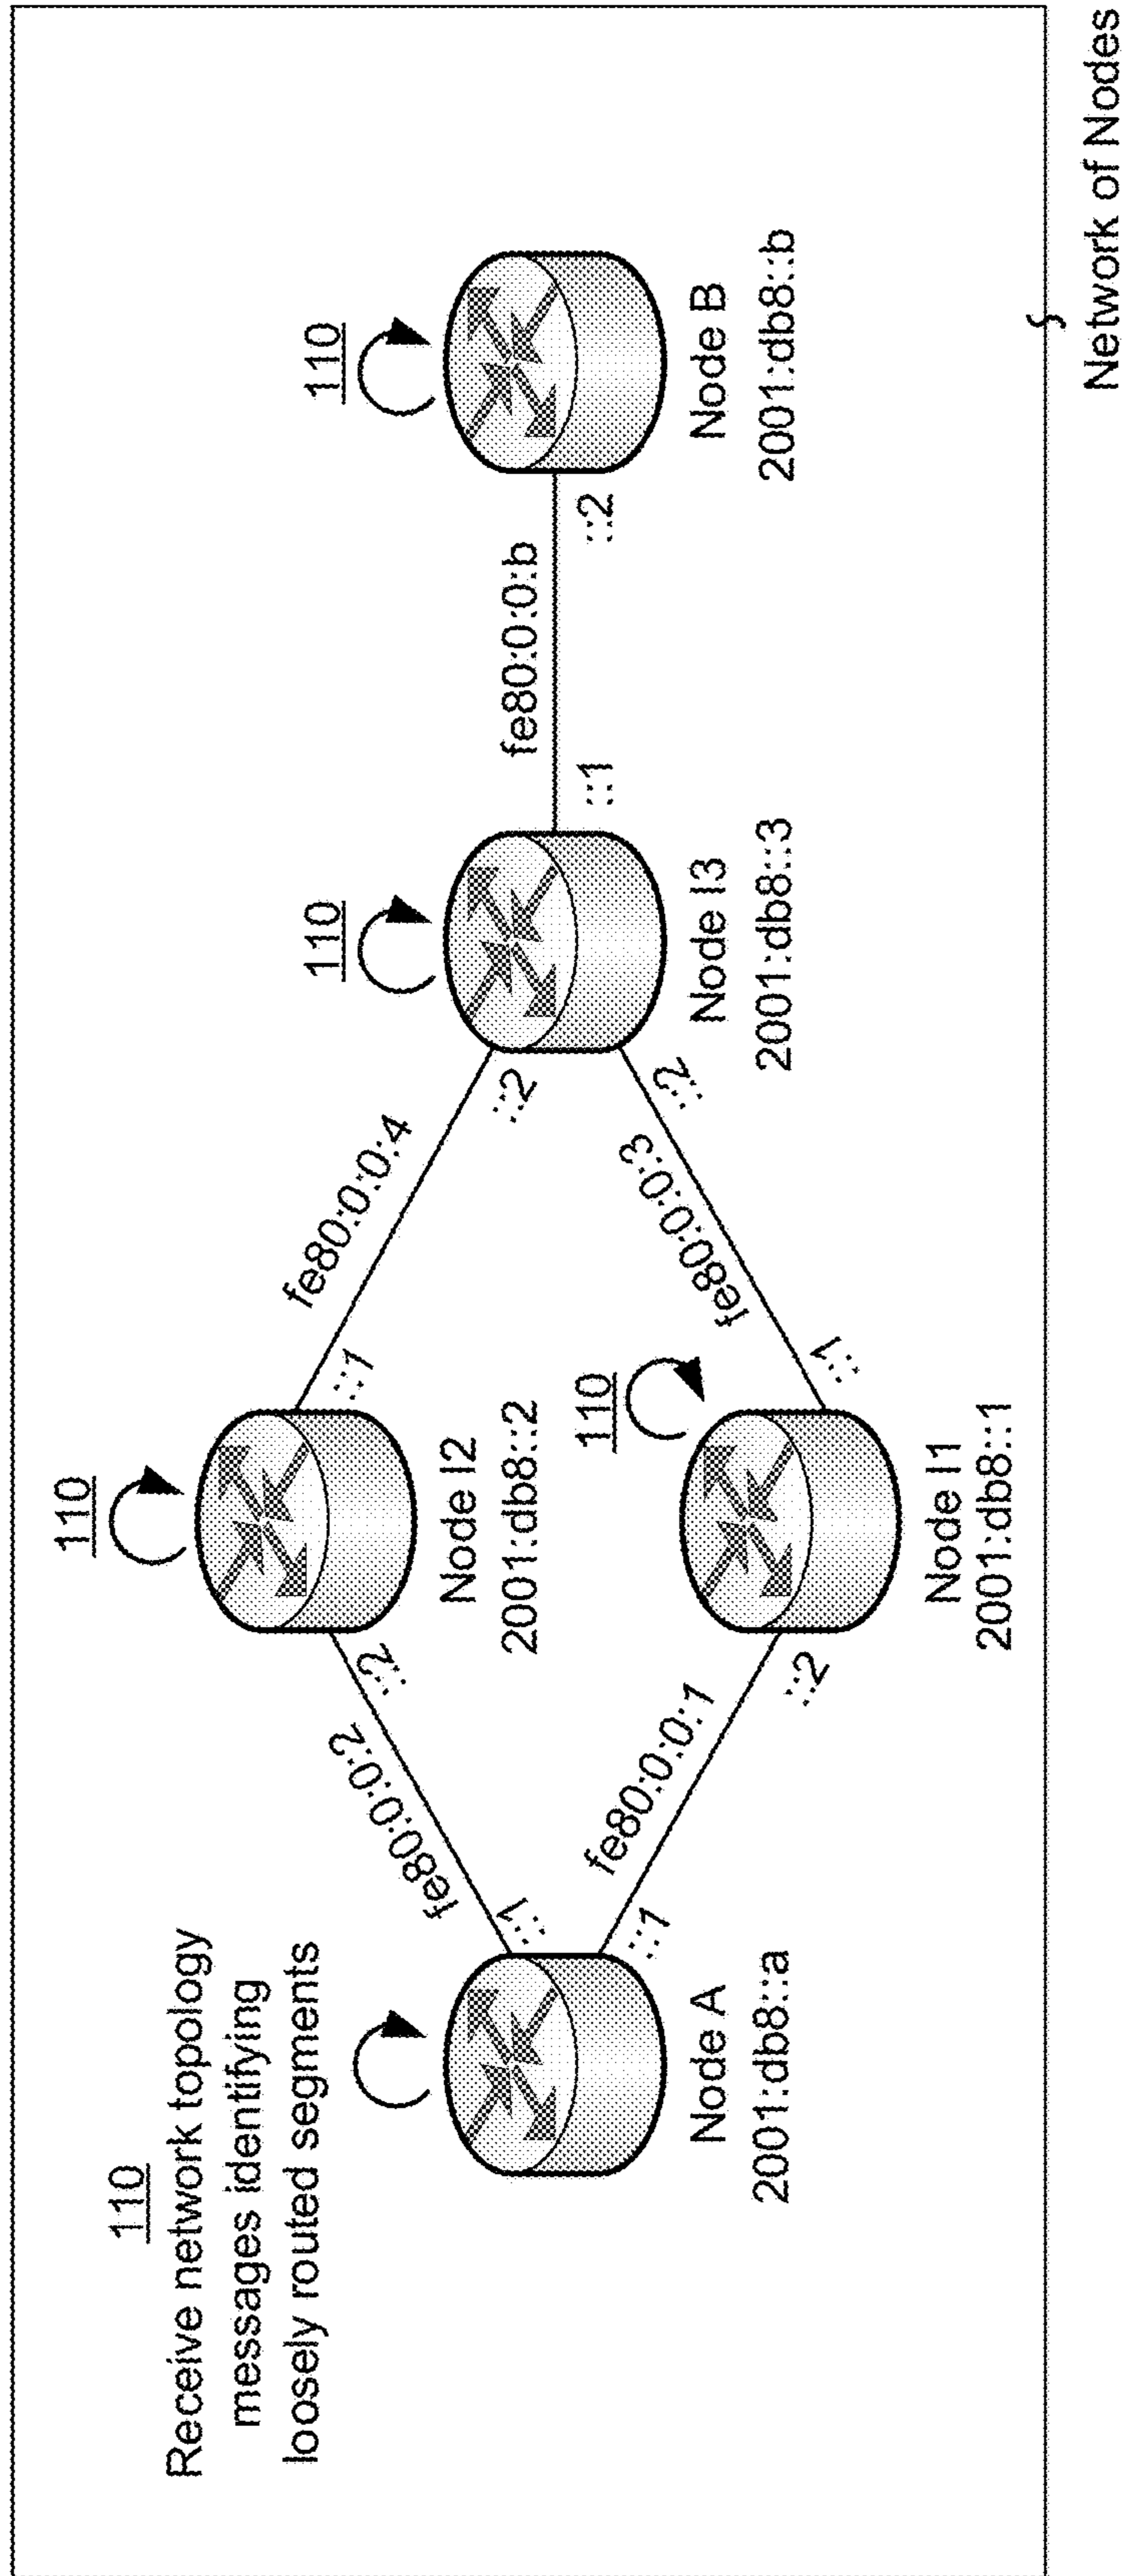 110
Receive network topology
messages identifying
loosely routed segments
Node A
2001:db8::a
::1
fe80:0:0:2
::2
::1
fe80:0:0:1
::2
110
Node I2
2001:db8::2
110
Node I1
2001:db8::1
::1
fe80:0:0:4
::2
::1
fe80:0:0:3
::2
110
Node I3
2001:db8::3
::1
fe80:0:0:b
::2
110
Node B
2001:db8::b
Network of Nodes